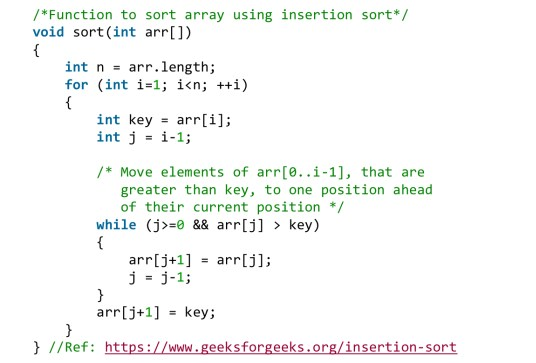 /*Function to sort array using insertion sort*/
void sort(int arr[])
{
    int n = arr.length;
    for (int i=1; i<n; ++i)
    {
        int key = arr[i];
        int j = i-1;

        /* Move elements of arr[0..i-1], that are
           greater than key, to one position ahead
           of their current position */
        while (j>=0 && arr[j] > key)
        {
            arr[j+1] = arr[j];
            j = j-1;
        }
        arr[j+1] = key;
    }
} //Ref: https://www.geeksforgeeks.org/insertion-sort